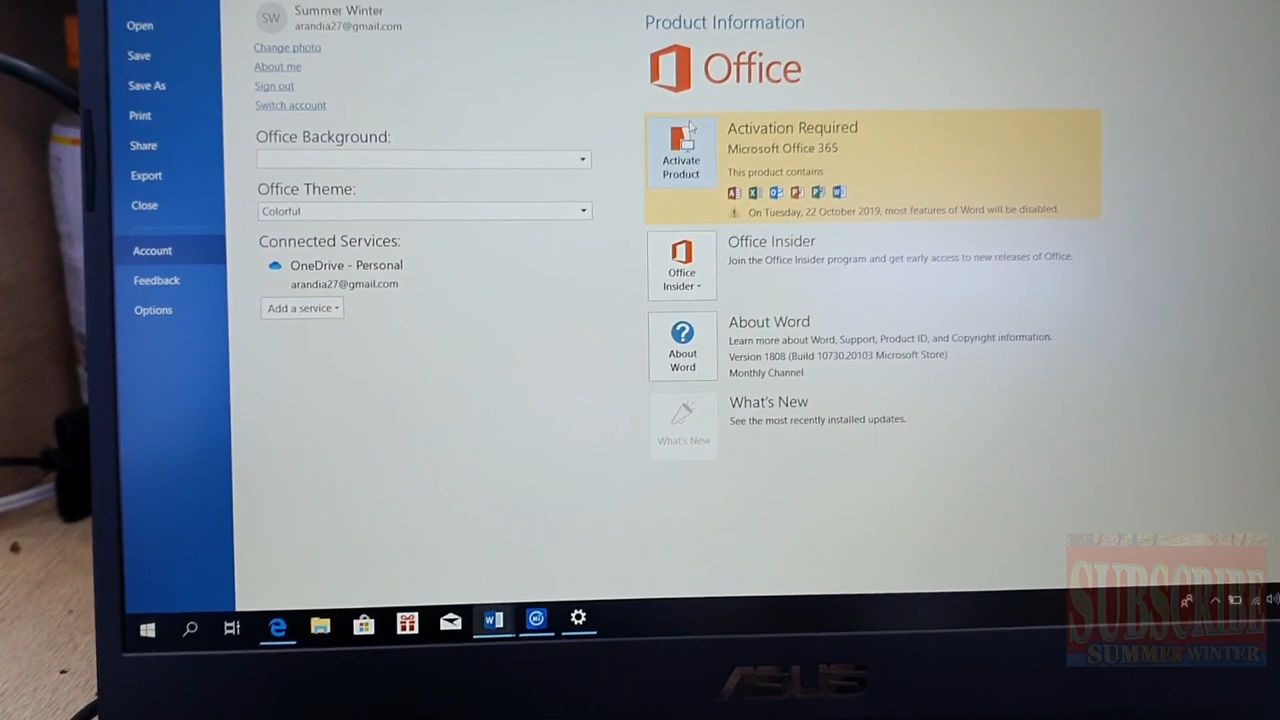 Open
Save
Save As
Print
Share
Export
Close
Account
Feedback
Options
SW
Summer Winter
arandia27@gmail.com
Change photo
About me
Sign out
Switch account
Office Background:
Office Theme:
Colorful
Connected Services:
OneDrive - Personal
arandia27@gmail.com
Add a service
Product Information
Office
Activate
Product
Activation Required
Microsoft Office 365
This product contains
On Tuesday, 22 October 2019, most features of Word will be disabled.
Office
Insider
Office Insider
Join the Office Insider program and get early access to new releases of Office.
About
Word
About Word
Learn more about Word, Support, Product ID, and Copyright information.
Version 1808 (Build 10730.20103 Microsoft Store)
Monthly Channel
What's New
What's New
See the most recently installed updates.
ASUS
SUBSCRIBE
SUMMER WINTER